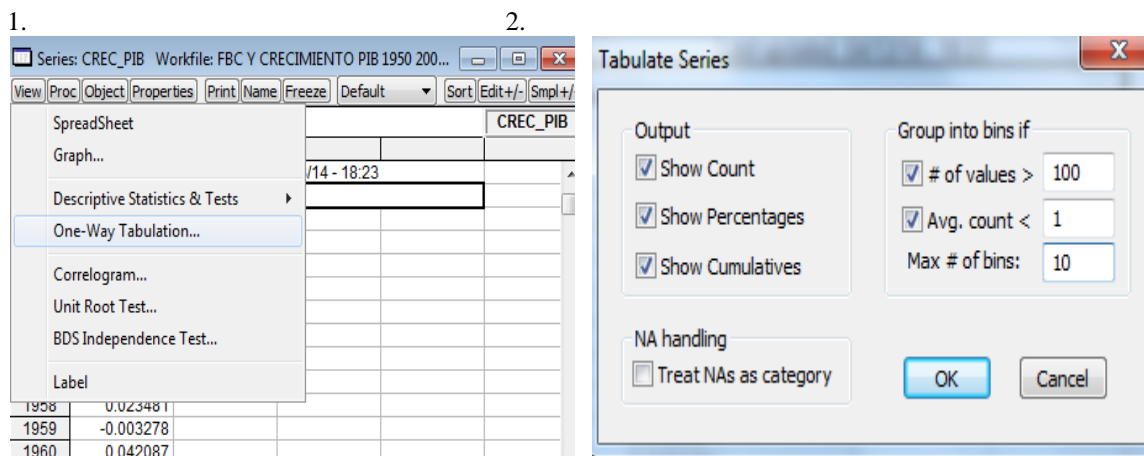 1.
2.
Series: CREC_PIB Workfile: FBC Y CRECIMIENTO PIB 1950 200...
View Proc Object Properties Print Name Freeze Default Sort Edit+/- Smpl+/
SpreadSheet
Graph...
Descriptive Statistics & Tests
One-Way Tabulation...
Correlogram...
Unit Root Test...
BDS Independence Test...
Label
CREC_PIB
/14 - 18:23
1958 0.023481
1959 -0.003278
1960 0.042087
Tabulate Series
Output
Show Count
Show Percentages
Show Cumulatives
NA handling
Treat NAs as category
Group into bins if
# of values > 100
Avg. count < 1
Max # of bins: 10
OK
Cancel